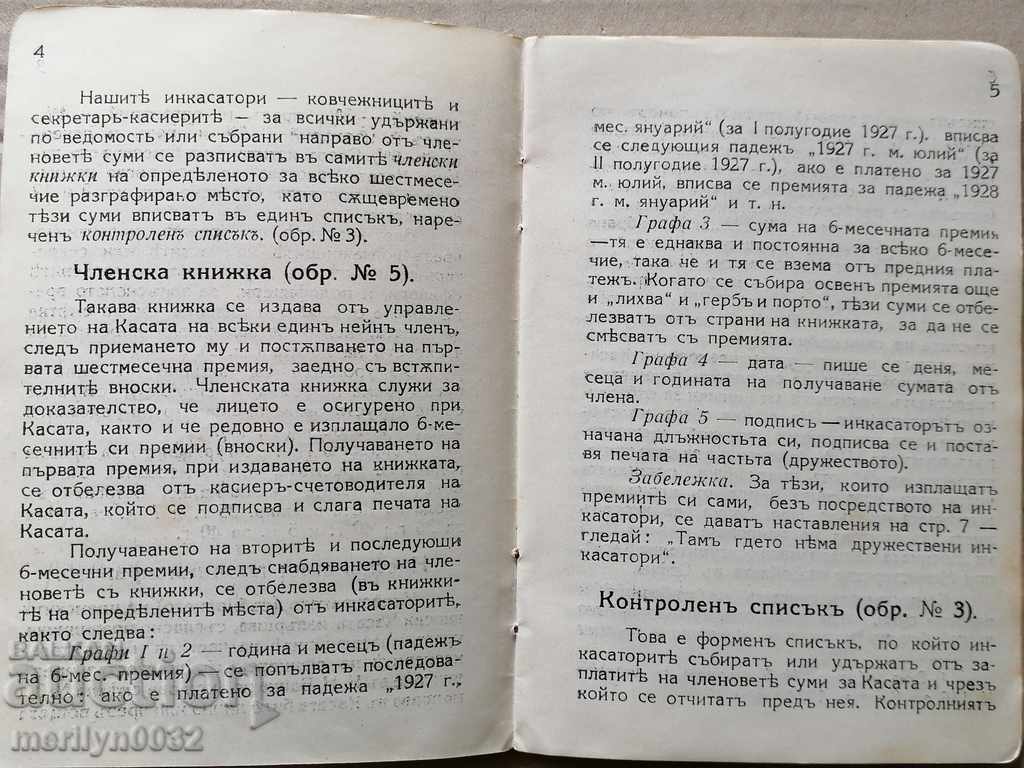 4
Нашитѣ инкасатори — ковчежниците и
секретарь-касиеритѣ — за всички удържани
по ведомость или събрани направо отъ чле-
новетѣ суми се разписватъ въ самитѣ членски
книжки на опредѣленото за всѣко шестмесе-
чие разграфирано мѣсто, като сѫщевремено
тѣзи суми вписватъ въ единъ списъкъ, наре-
ченъ контроленъ списъкъ. (обр. № 3).
Членска книжка (обр. № 5).
Такава книжка се издава отъ управле-
нието на Касата на всѣки единъ нейнъ членъ,
следъ приемането му и постѫпването на пър-
вата шестмесечна премия, заедно съ встѫпи-
телнитѣ вноски. Членската книжка служи за
доказателство, че лицето е осигурено при
Касата, както и че редовно е изплащало 6-ме-
сечнитѣ си премии (вноски). Получаването на
първата премия, при издаването на книжката,
се отбелезва отъ касиеръ-счетоводителя на
Касата, който се подписва и слага печата на
Касата.
Получаването на вторитѣ и последующи
6-месечни премии, следъ снабдяването на чле-
новетѣ съ книжки, се отбелезва (въ книжки-
тѣ на опредѣлените мѣста) отъ инкасаторитѣ,
както следва:
Графи 1 и 2 — година и месецъ (падежъ
на 6-мес. премия) — се попълватъ последова-
телно: ако е платено за падежа „1927 г.,
5
мес. януарий“ (за I полугодие 1927 г.), вписва
се следующия падежъ „1927 г. м. юлий“ (за
II полугодие 1927 г.), ако е платено за 1927
м. юлий, вписва се премията за падежа „1928
г. м. януарий“ и т. н.
Графа 3 — сума на 6-месечната премия
—тя е еднаква и постоянна за всѣко 6-месе-
чие, така че и тя се взема отъ предния пла-
тежъ. Когато се събира освенъ премията още
и „лихва“ и „гербъ и порто“, тѣзи суми се отбе-
лезватъ отъ страни на книжката, за да не се
смѣсватъ съ премията.
Графа 4 — дата — пише се деня, ме-
сеца и годината на получаване сумата отъ
члена.
Графа 5 — подписъ—инкасаторътъ оз-
начава длъжностьта си, подписва се и поста-
вя печата на частьта (дружеството).
Забележка. За тѣзи, които изплащатъ
премиитѣ си сами, безъ посредството на ин-
касатори, се даватъ наставления на стр. 7 —
гледай: „Тамъ гдето нѣма дружествени ин-
касатори“.
Контроленъ списъкъ (обр. № 3).
Това е форменъ списъкъ, по който ин-
касаторитѣ събиратъ или удържатъ отъ за-
платитѣ на членоветѣ суми за Касата и чрезъ
който се отчитатъ предъ нея. Контролниятъ
auction
merilyn0032